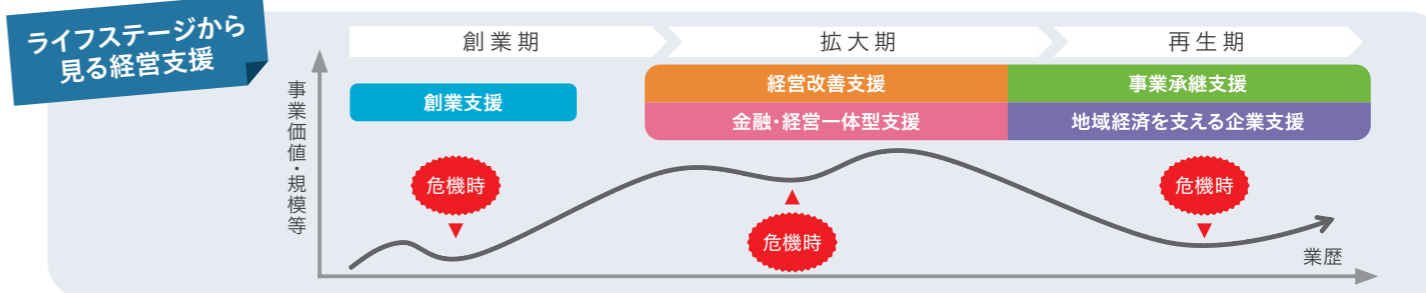 ライフステージから
見る経営支援
創業期
拡大期
再生期
事業価値・規模等
創業支援
経営改善支援
事業承継支援
金融・経営一体型支援
地域経済を支える企業支援
危機時
危機時
危機時
業歴